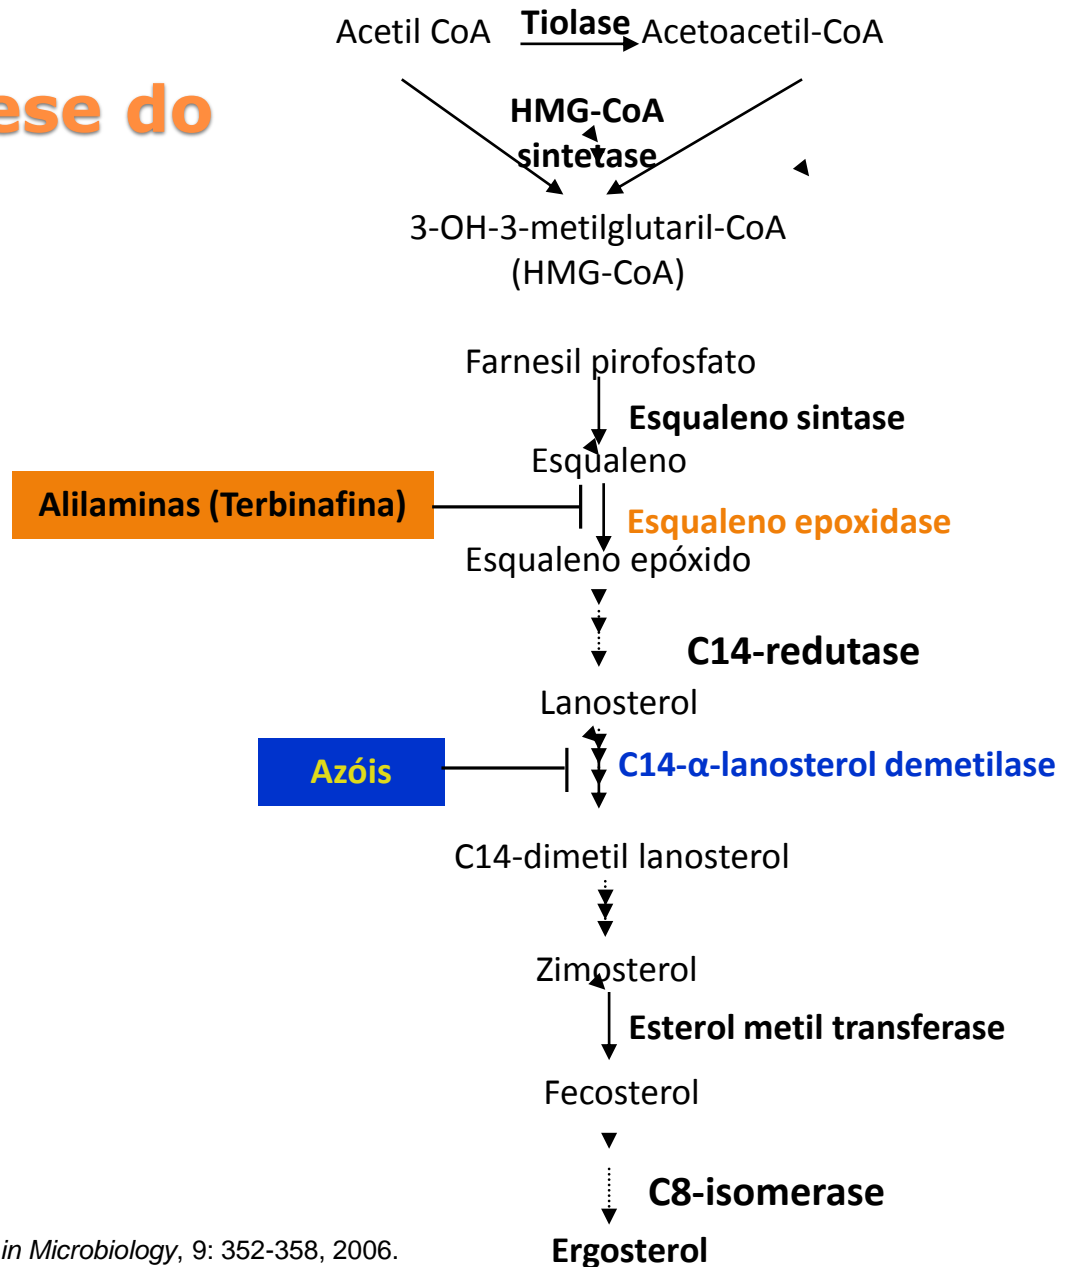 Acetil CoA Tiolase Acetoacetil-CoA
ese do
HMG-CoA
sintetase
3-OH-3-metilglutaril-CoA
(HMG-CoA)
Farnesil pirofosfato
Esqualeno sintase
Esqualeno
Alilaminas (Terbinafina)
Esqualeno epoxidase
Esqualeno epóxido
C14-redutase
Lanosterol
Azóis
C14-α-lanosterol demetilase
C14-dimetil lanosterol
Zimosterol
Esterol metil transferase
Fecosterol
C8-isomerase
Ergosterol
in Microbiology, 9: 352-358, 2006.